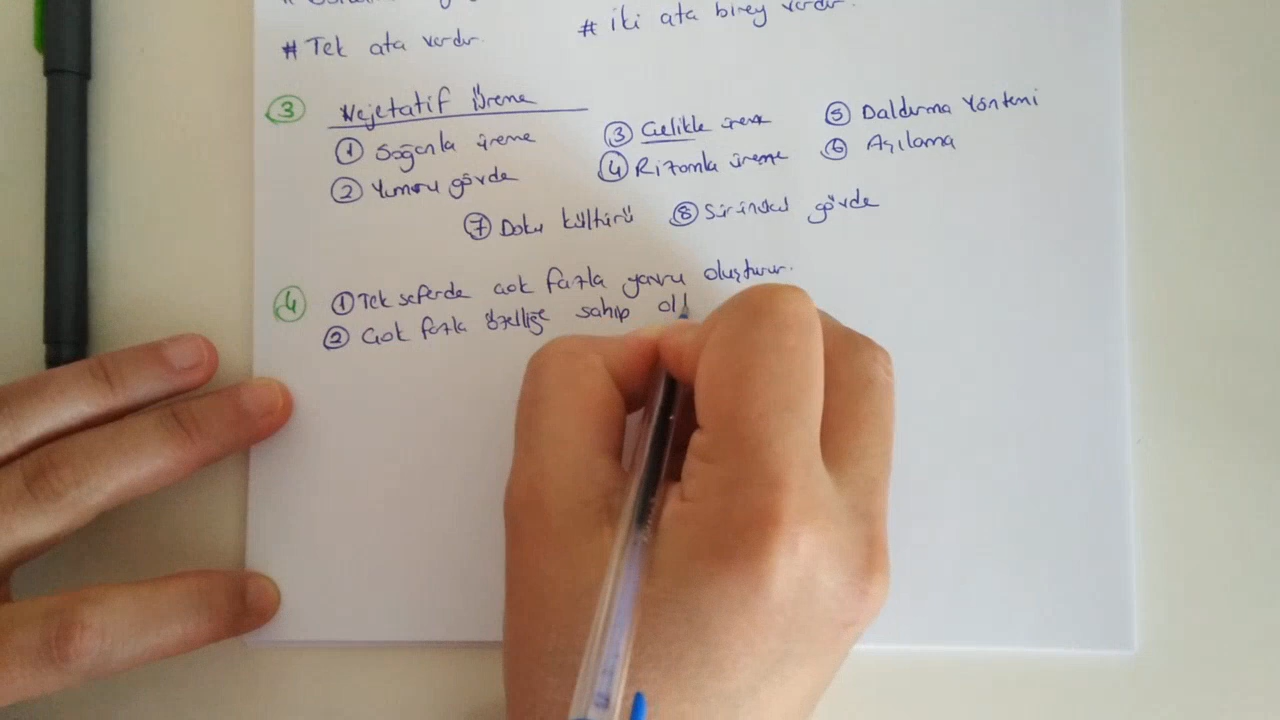 # Tek ata vardır.
# İki ata birey vardır.
3 Vejetatif Üreme
1 Soğanla üreme
2 Yumru gövde
3 Çelikle üreme
4 Rizomla üreme
5 Daldırma Yöntemi
6 Aşılama
7 Doku kültürü
8 Sürünücü gövde
4 1 Tek seferde çok fazla yavru oluşturur.
2 Çok fazla özelliğe sahip ol